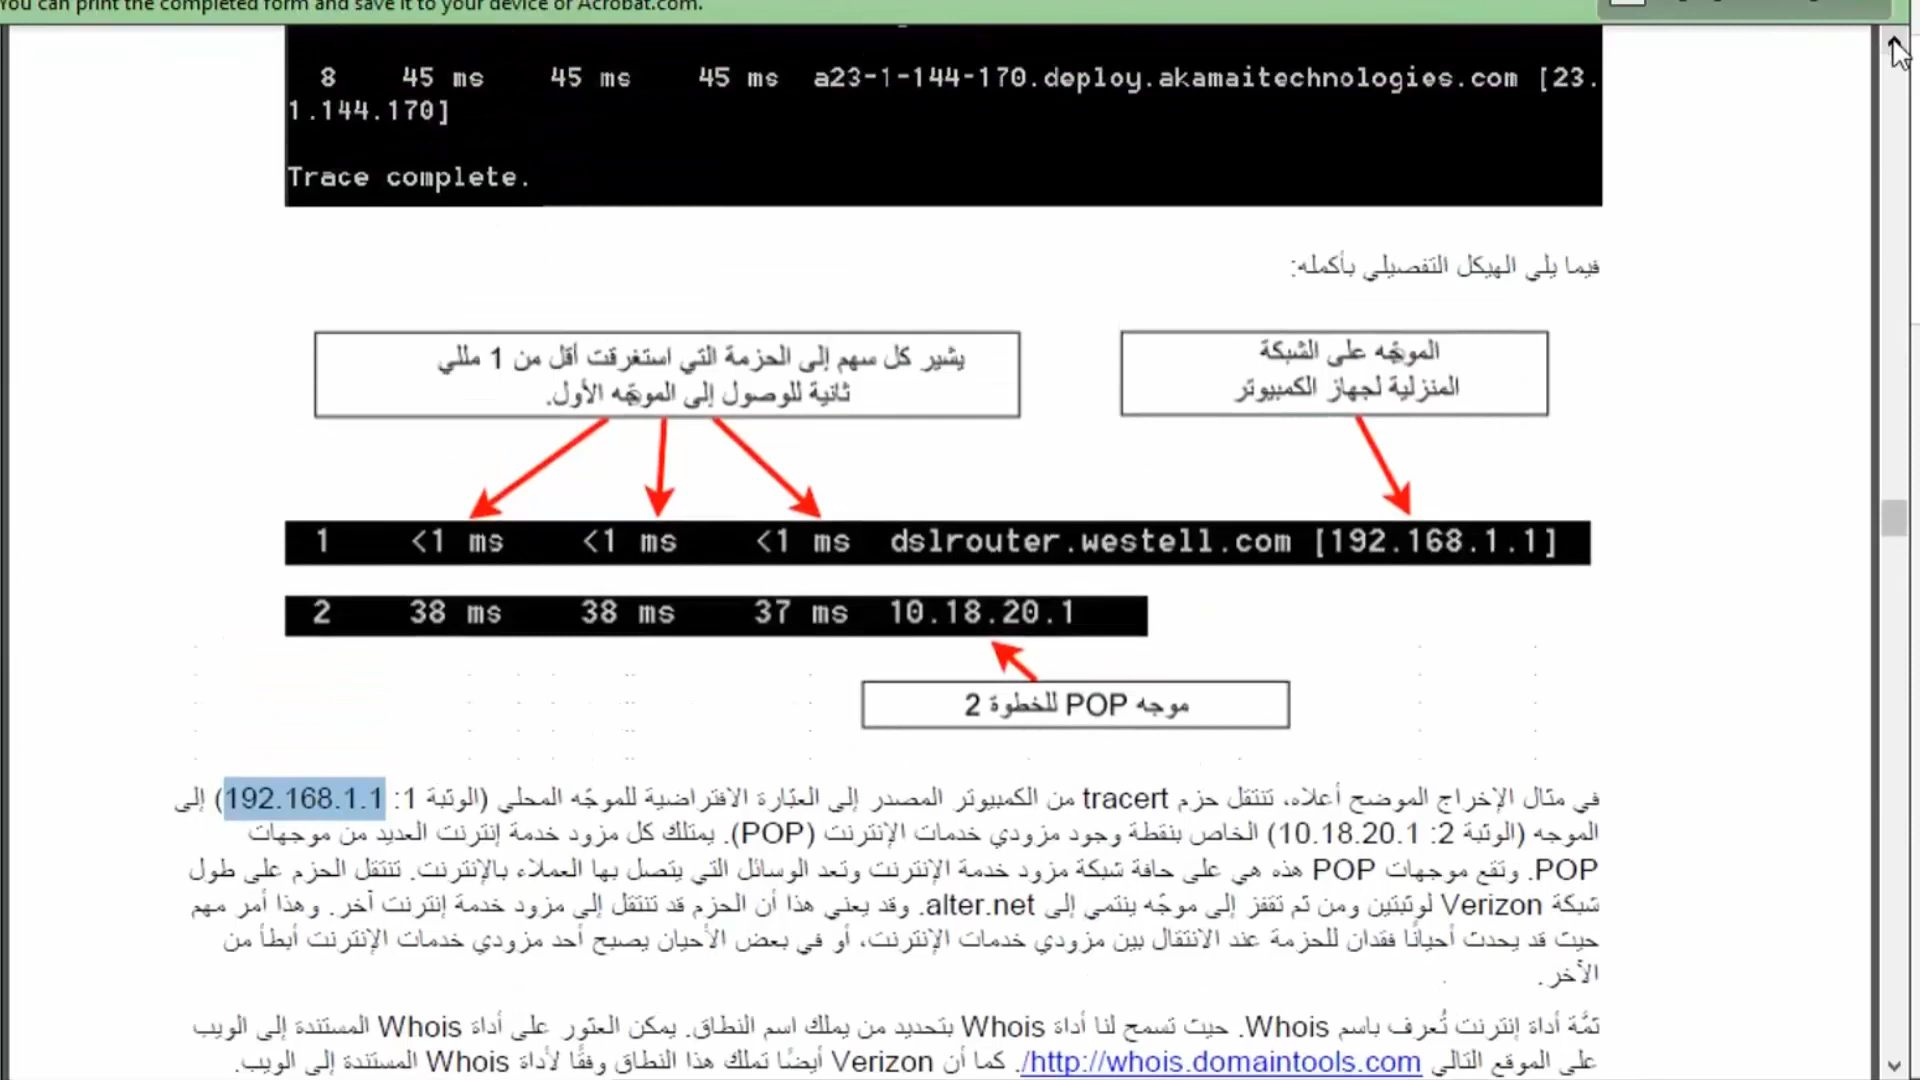 You can print the completed form and save it to your device or Acrobat.com.
8 45 ms 45 ms 45 ms a23-1-144-170.deploy.akamaitechnologies.com [23.
1.144.170]
Trace complete.
فيما يلي الهيكل التفصيلي بأكمله:
الموجّه على الشبكة
المنزلية لجهاز الكمبيوتر
يشير كل سهم إلى الحزمة التي استغرقت أقل من 1 مللي
ثانية للوصول إلى الموجّه الأول.
1 <1 ms <1 ms <1 ms dslrouter.westell.com [192.168.1.1]
2 38 ms 38 ms 37 ms 10.18.20.1
موجه POP للخطوة 2
في مثال الإخراج الموضح أعلاه، تنتقل حزم tracert من الكمبيوتر المصدر إلى العبّارة الافتراضية للموجّه المحلي (الوثبة 1: 192.168.1.1) إلى
الموجه (الوثبة 2: 10.18.20.1) الخاص بنقطة وجود مزودي خدمات الإنترنت (POP). يمتلك كل مزود خدمة إنترنت العديد من موجهات
POP. وتقع موجهات POP هذه هي على حافة شبكة مزود خدمة الإنترنت وتعد الوسائل التي يتصل بها العملاء بالإنترنت. تنتقل الحزم على طول
شبكة Verizon لوثبتين ومن ثم تقفز إلى موجّه ينتمي إلى alter.net. وقد يعني هذا أن الحزم قد تنتقل إلى مزود خدمة إنترنت آخر. وهذا أمر مهم
حيث قد يحدث أحيانًا فقدان للحزمة عند الانتقال بين مزودي خدمات الإنترنت، أو في بعض الأحيان يصبح أحد مزودي خدمات الإنترنت أبطأ من
الآخر.
ثمَّة أداة إنترنت تُعرف باسم Whois. حيث تسمح لنا أداة Whois بتحديد من يملك اسم النطاق. يمكن العثور على أداة Whois المستندة إلى الويب
على الموقع التالي http://whois.domaintools.com/. كما أن Verizon أيضًا تملك هذا النطاق وفقًا لأداة Whois المستندة إلى الويب.